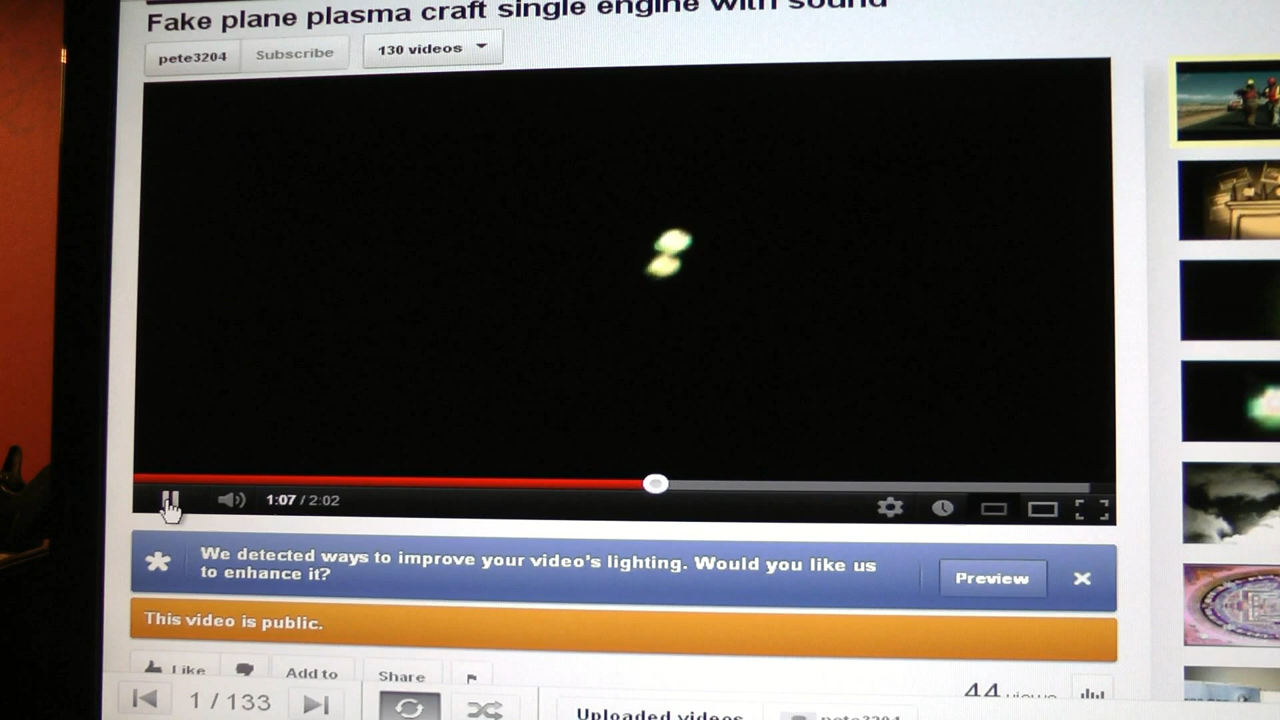 Fake plane plasma craft single engine with sound
pete3204 Subscribe 130 videos
1:07 / 2:02
We detected ways to improve your video's lighting. Would you like us
to enhance it?
Preview
This video is public.
Like Add to Share
44 views
1 / 133
Uploaded videos pete3204